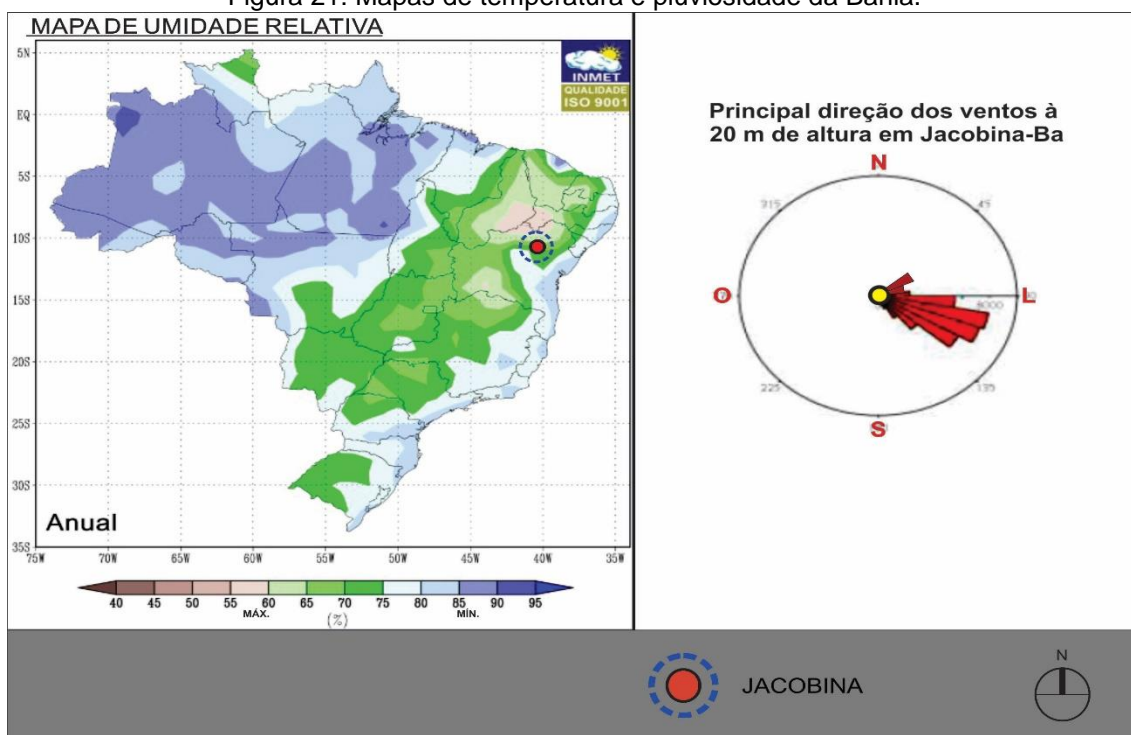 Figura 21: Mapas de temperatura e pluviosidade da Bahia.
MAPA DE UMIDADE RELATIVA
INMET
QUALIDADE
ISO 9001
5N
EQ
5S
10S
15S
20S
25S
30S
35S
Anual
75W 70W 65W 60W 55W 50W 45W 40W 35W
40 45 50 55 60 65 70 75 80 85 90 95
MÁX. (%) MÍN.
Principal direção dos ventos à
20 m de altura em Jacobina-Ba
N
315 45
O L
225 135
S
JACOBINA
N